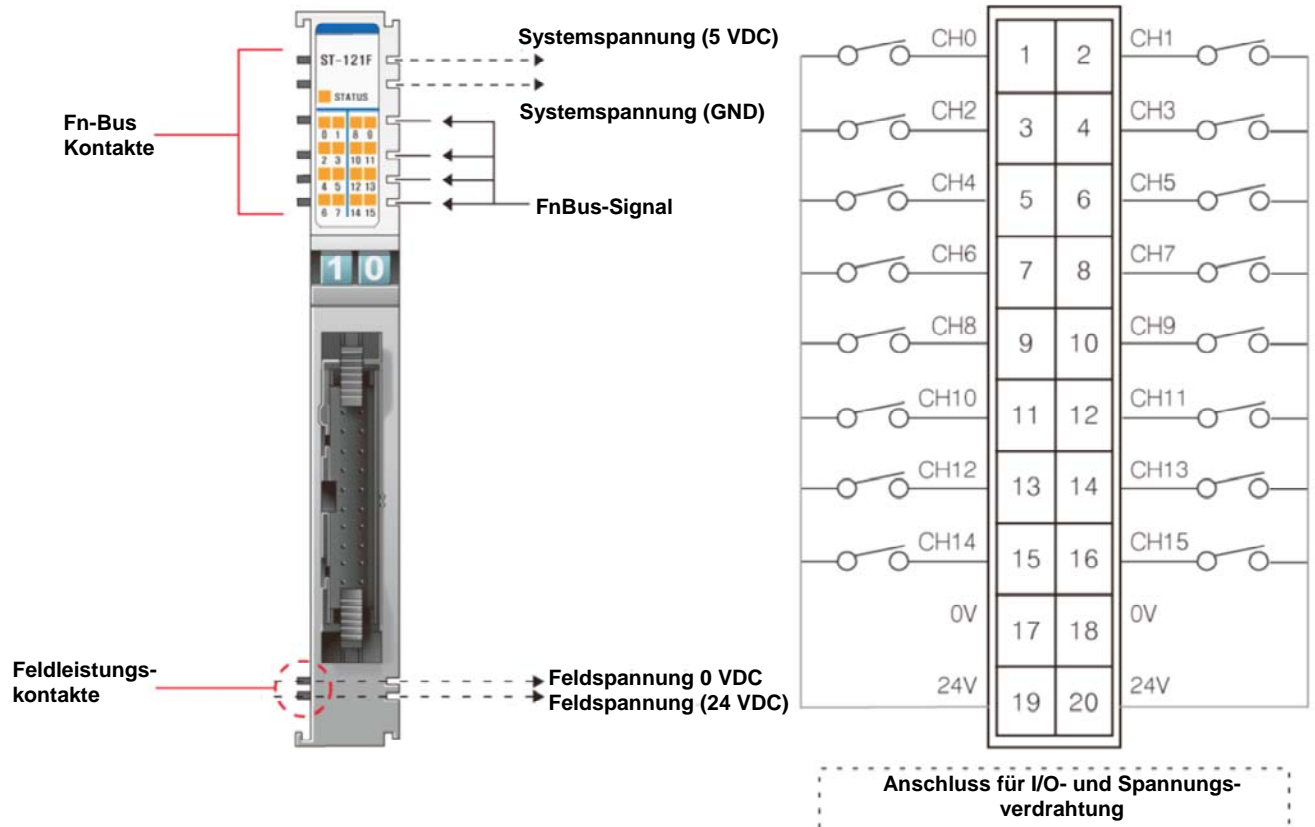 Systemspannung (5 VDC)
ST-121F
STATUS
Systemspannung (GND)
Fn-Bus
Kontakte
0 1 8 9
2 3 10 11
4 5 12 13
6 7 14 15
FnBus-Signal
1 0
Feldleistungs-
kontakte
Feldspannung 0 VDC
Feldspannung (24 VDC)
CH0 1 2 CH1
CH2 3 4 CH3
CH4 5 6 CH5
CH6 7 8 CH7
CH8 9 10 CH9
CH10 11 12 CH11
CH12 13 14 CH13
CH14 15 16 CH15
0V 17 18 0V
24V 19 20 24V
Anschluss für I/O- und Spannungs-
verdrahtung